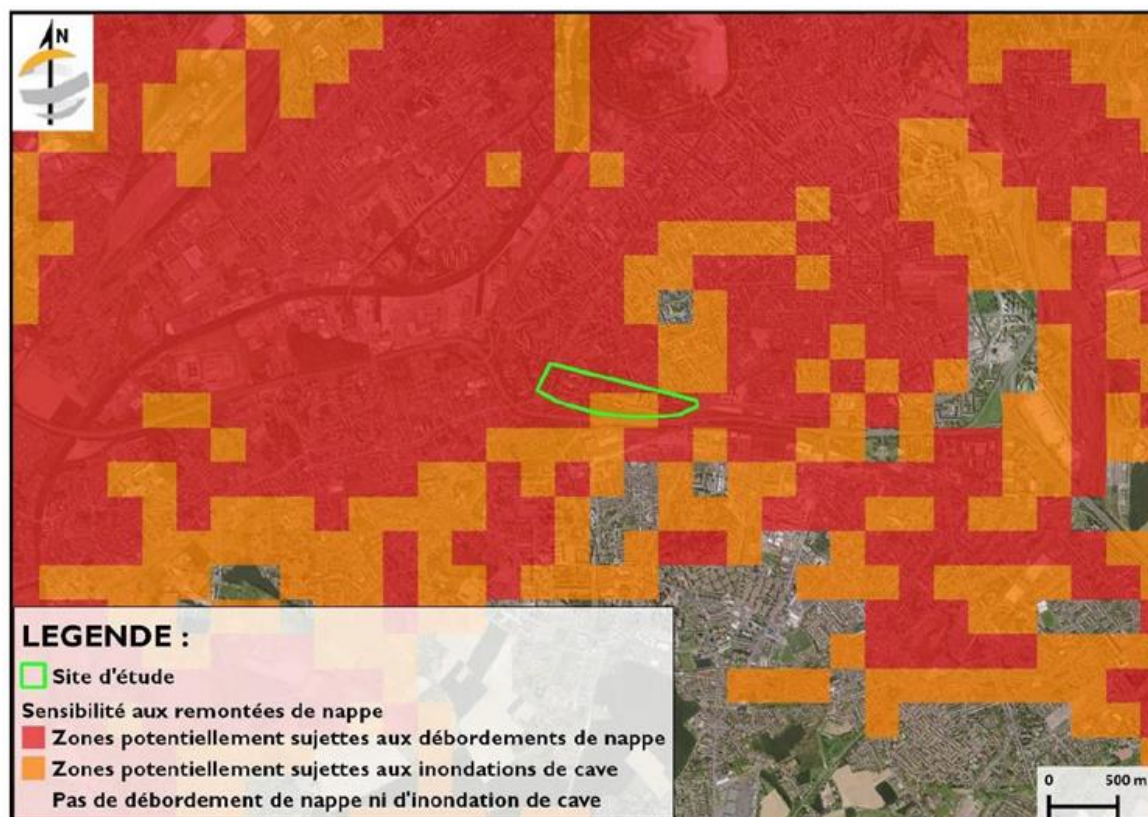 N
LEGENDE :
Site d'étude
Sensibilité aux remontées de nappe
Zones potentiellement sujettes aux débordements de nappe
Zones potentiellement sujettes aux inondations de cave
Pas de débordement de nappe ni d'inondation de cave
0 500 m